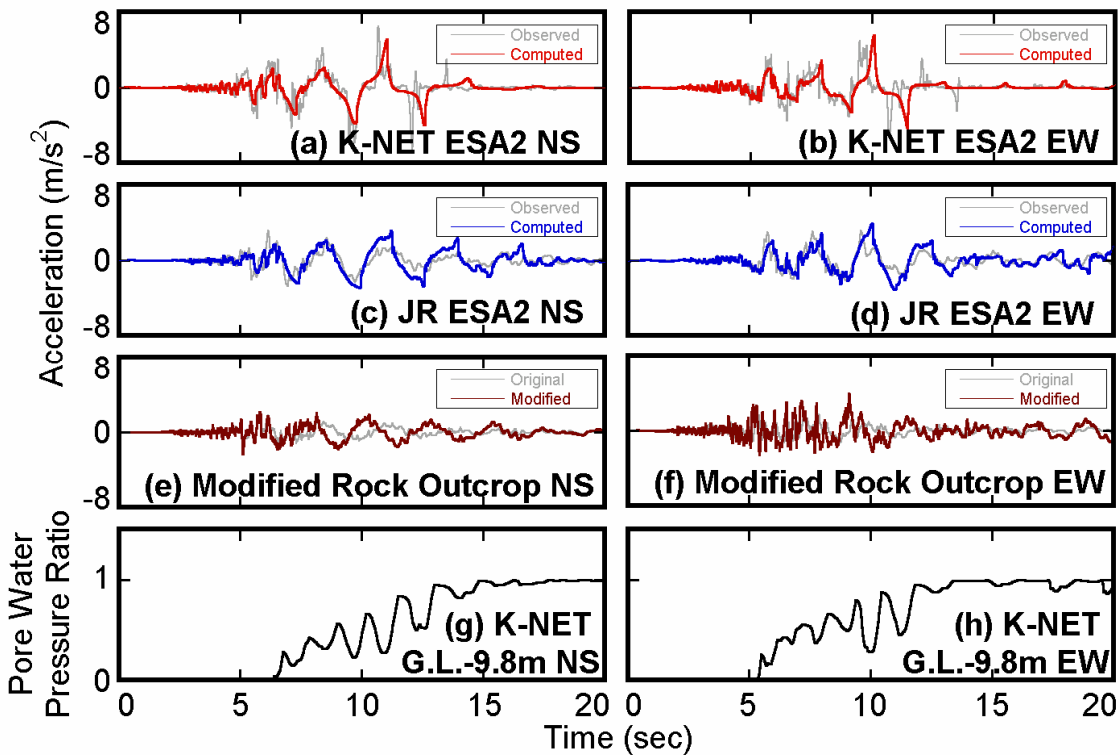 8
0
-8
Observed
Computed
(a) K-NET ESA2 NS
Observed
Computed
(b) K-NET ESA2 EW
Acceleration (m/s²)
8
0
-8
Observed
Computed
(c) JR ESA2 NS
Observed
Computed
(d) JR ESA2 EW
8
0
-8
Original
Modified
(e) Modified Rock Outcrop NS
Original
Modified
(f) Modified Rock Outcrop EW
Pore Water
Pressure Ratio
1
0
(g) K-NET
G.L.-9.8m NS
(h) K-NET
G.L.-9.8m EW
0 5 10 15 20
0 5 10 15 20
Time (sec)